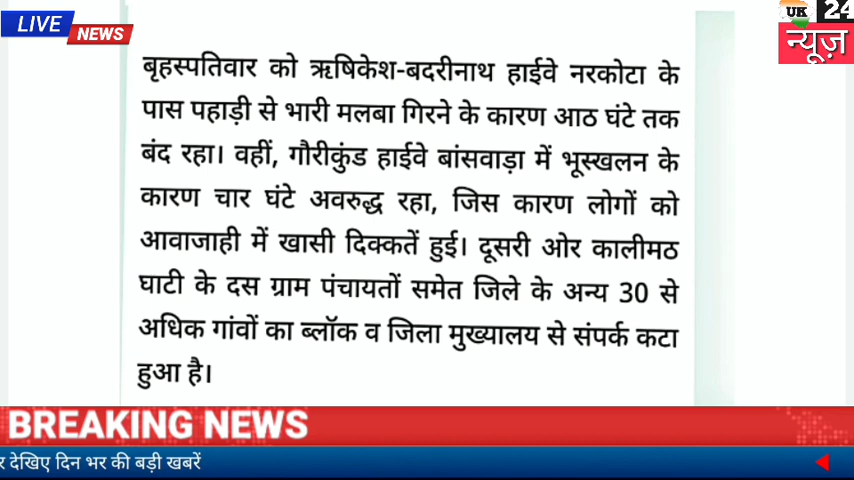 LIVE
NEWS
UK 24
न्यूज़
बृहस्पतिवार को ऋषिकेश-बदरीनाथ हाईवे नरकोटा के
पास पहाड़ी से भारी मलबा गिरने के कारण आठ घंटे तक
बंद रहा। वहीं, गौरीकुंड हाईवे बांसवाड़ा में भूस्खलन के
कारण चार घंटे अवरुद्ध रहा, जिस कारण लोगों को
आवाजाही में खासी दिक्कतें हुई। दूसरी ओर कालीमठ
घाटी के दस ग्राम पंचायतों समेत जिले के अन्य 30 से
अधिक गांवों का ब्लॉक व जिला मुख्यालय से संपर्क कटा
हुआ है।
BREAKING NEWS
र देखिए दिन भर की बड़ी खबरें